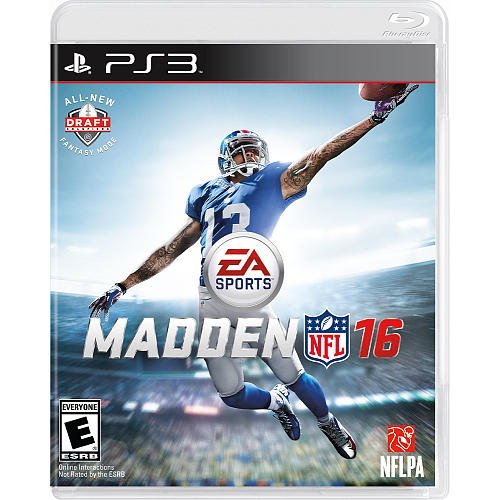 Blu-ray Disc
PS3
ALL-NEW
DRAFT
CHAMPIONS
FANTASY MODE
13
EA
SPORTS
MADDEN NFL 16
EVERYONE
E
ESRB
Online Interactions
Not Rated by the ESRB
NFLPA